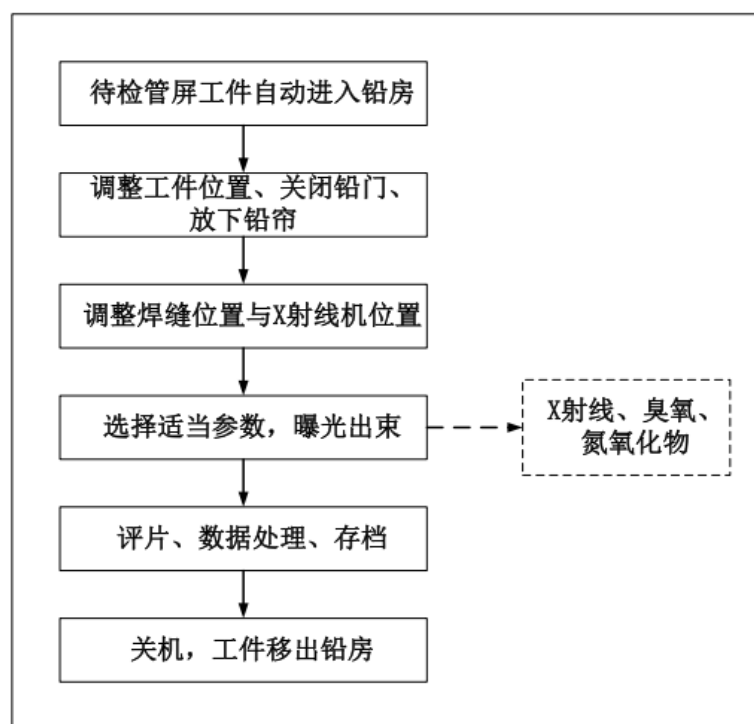 待检管屏工件自动进入铅房
调整工件位置、关闭铅门、
放下铅帘
调整焊缝位置与X射线机位置
选择适当参数，曝光出束
X射线、臭氧、
氮氧化物
评片、数据处理、存档
关机，工件移出铅房